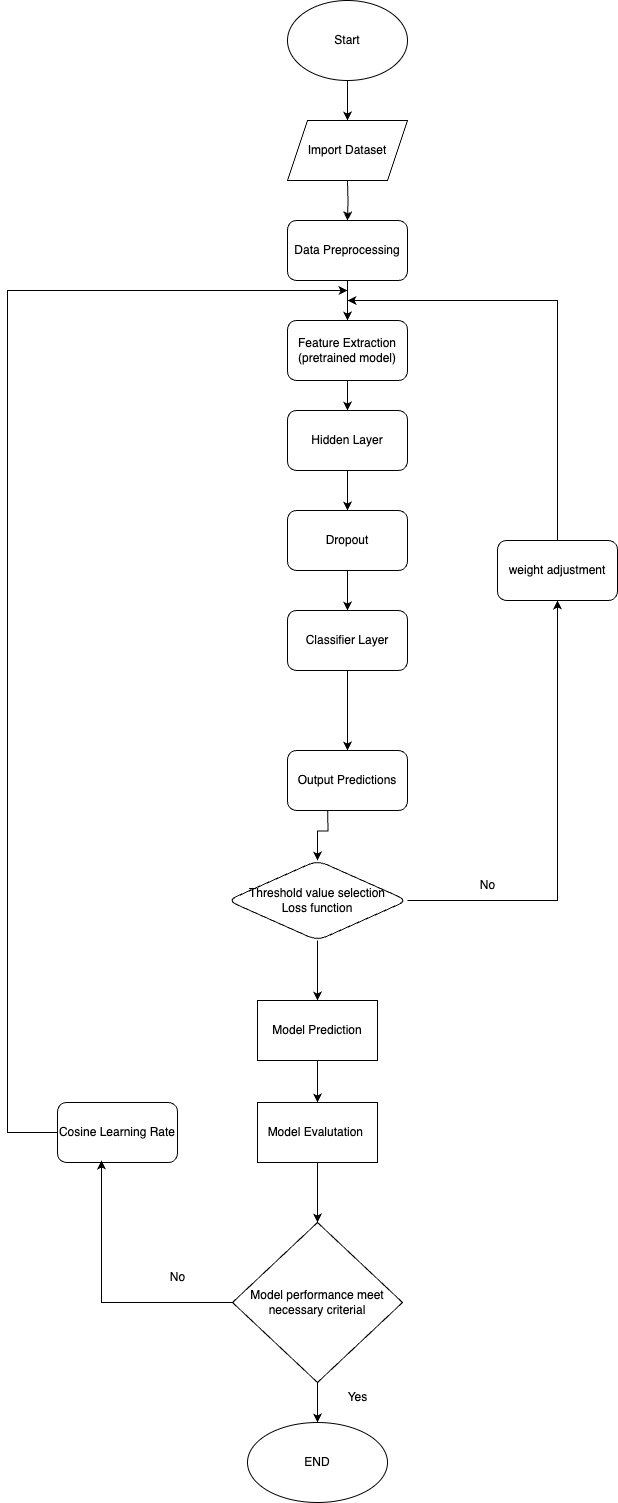 Start
Import Dataset
Data Preprocessing
Feature Extraction
(pretrained model)
Hidden Layer
Dropout
weight adjustment
Classifier Layer
Output Predictions
Threshold value selection
Loss function
No
Model Prediction
Cosine Learning Rate
Model Evalutation
No
Model performance meet
necessary criterial
Yes
END